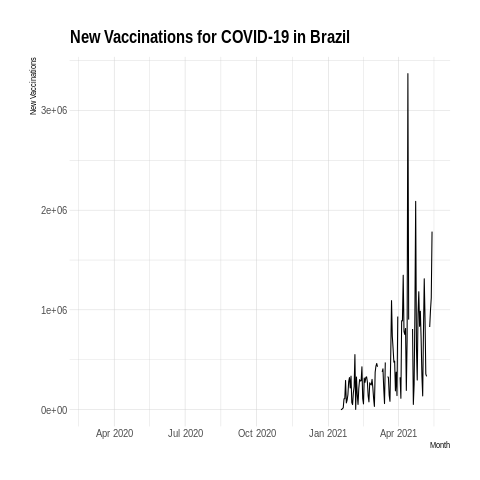 New Vaccinations for COVID-19 in Brazil
New Vaccinations
3e+06
2e+06
1e+06
0e+00
Apr 2020 Jul 2020 Oct 2020 Jan 2021 Apr 2021
Month